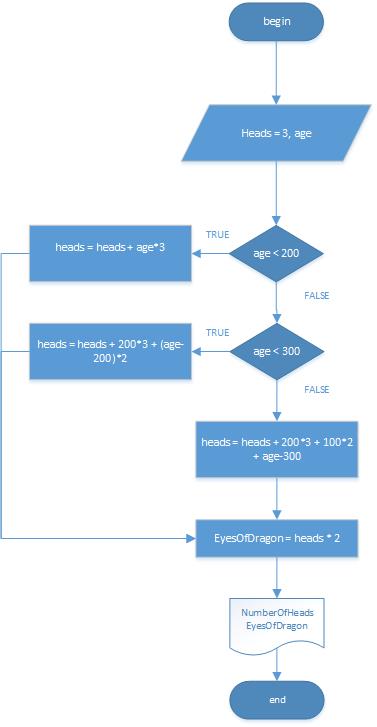 begin
Heads = 3, age
TRUE
heads = heads + age*3
age < 200
FALSE
TRUE
heads = heads + 200*3 + (age-
200)*2
age < 300
FALSE
heads = heads + 200*3 + 100*2
+ age-300
EyesOfDragon = heads * 2
NumberOfHeads
EyesOfDragon
end